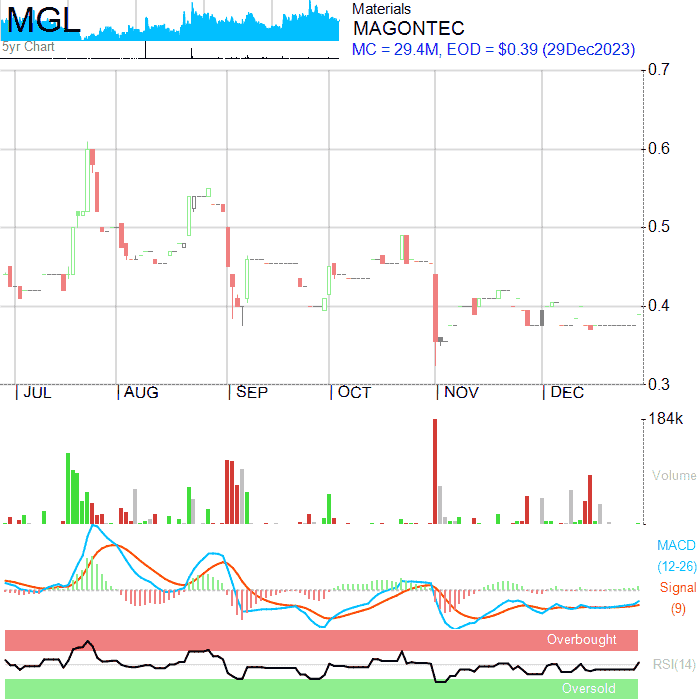 MGL
5yr Chart
Materials
MAGONTEC
MC = 29.4M, EOD = $0.39 (29Dec2023)
0.7
0.6
0.5
0.4
0.3
JUL AUG SEP OCT NOV DEC
184k
Volume
MACD
(12-26)
Signal
(9)
Overbought
RSI(14)
Oversold